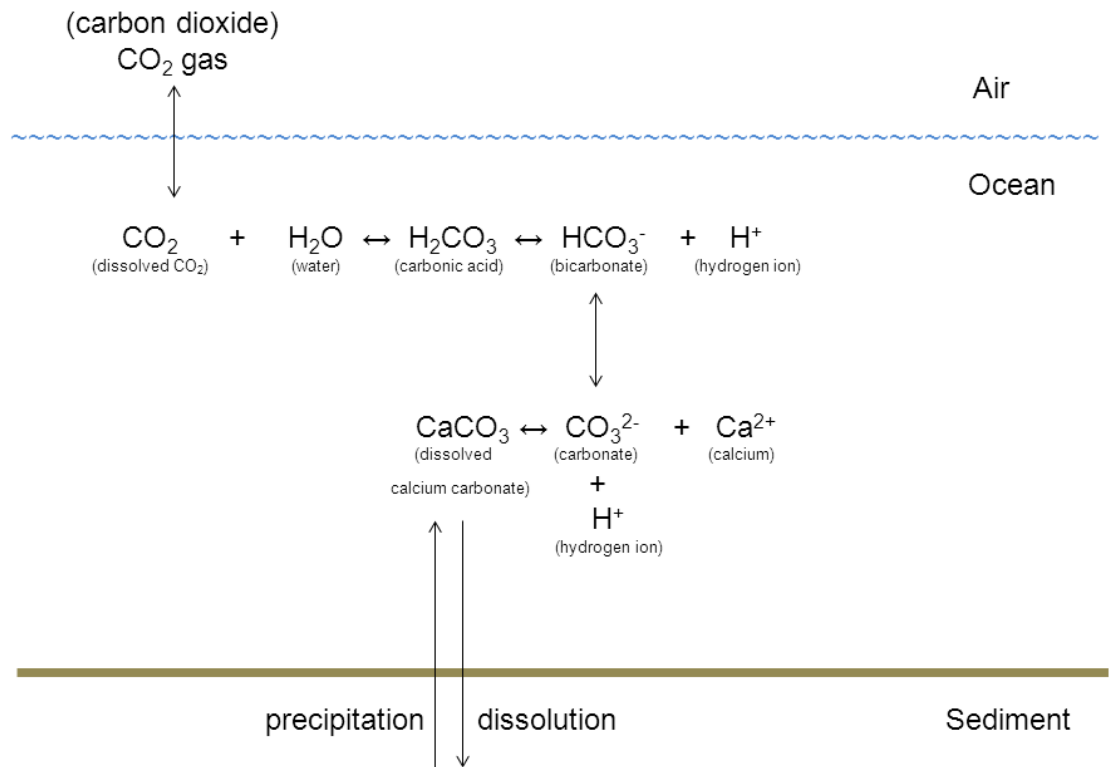 (carbon dioxide)
CO₂ gas
Air
Ocean
CO₂ + H₂O ↔ H₂CO₃ ↔ HCO₃⁻ + H⁺
(dissolved CO₂) (water) (carbonic acid) (bicarbonate) (hydrogen ion)
CaCO₃ ↔ CO₃²⁻ + Ca²⁺
(dissolved (carbonate) (calcium)
calcium carbonate) +
H⁺
(hydrogen ion)
precipitation dissolution Sediment